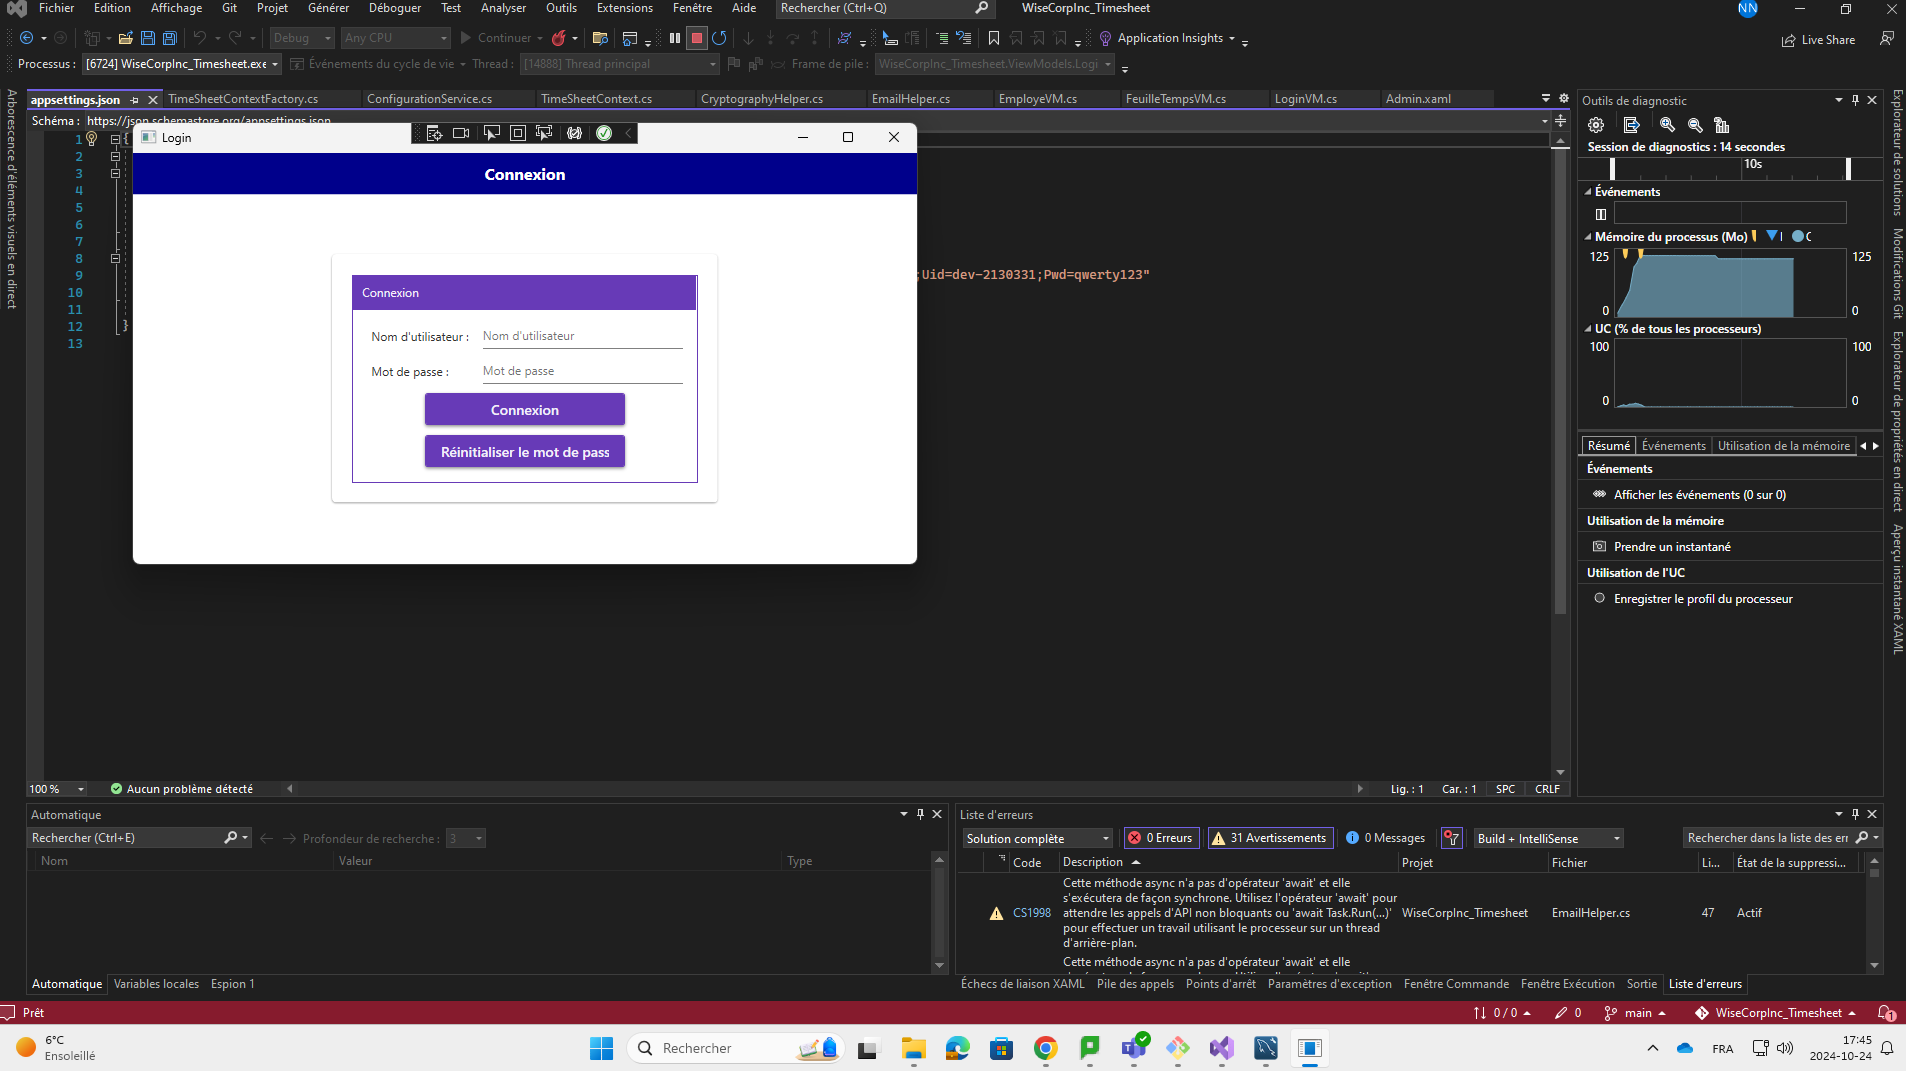 Fichier Edition Affichage Git Projet Générer Déboguer Test Analyser Outils Extensions Fenêtre Aide Rechercher (Ctrl+Q) WiseCorpInc_Timesheet NN
Debug Any CPU Continuer Application Insights Live Share
Processus : [6724] WiseCorpInc_Timesheet.exe Événements du cycle de vie Thread : [14888] Thread principal Frame de pile : WiseCorpInc_Timesheet.ViewModels.Logi
appsettings.json TimeSheetContextFactory.cs ConfigurationService.cs TimeSheetContext.cs CryptographyHelper.cs EmailHelper.cs EmployeVM.cs FeuilleTempsVM.cs LoginVM.cs Admin.xaml
Schéma : https://json.schemastore.org/appsettings.json
Arborescence d'éléments visuels en direct
1 {
2
3
4
5
6
7
8
9 ;Uid=dev-2130331;Pwd=qwerty123"
10
11
12 }
13
Login
Connexion
Connexion
Nom d'utilisateur : Nom d'utilisateur
Mot de passe : Mot de passe
Connexion
Réinitialiser le mot de pass
100 % Aucun problème détecté Lig. : 1 Car. : 1 SPC CRLF
Outils de diagnostic
Session de diagnostics : 14 secondes
10s
Événements
Mémoire du processus (Mo)
125 125
0 0
UC (% de tous les processeurs)
100 100
0 0
Résumé Événements Utilisation de la mémoire
Événements
Afficher les événements (0 sur 0)
Utilisation de la mémoire
Prendre un instantané
Utilisation de l'UC
Enregistrer le profil du processeur
Explorateur de solutions
Modifications Git
Explorateur de propriétés en direct
Aperçu instantané XAML
Automatique
Rechercher (Ctrl+E) Profondeur de recherche : 3
Nom Valeur Type
Automatique Variables locales Espion 1
Liste d'erreurs
Solution complète 0 Erreurs 31 Avertissements 0 Messages Build + IntelliSense Rechercher dans la liste des err
Code Description Projet Fichier Li... État de la suppressi...
Cette méthode async n'a pas d'opérateur 'await' et elle
s'exécutera de façon synchrone. Utilisez l'opérateur 'await' pour
CS1998 attendre les appels d'API non bloquants ou 'await Task.Run(...)' WiseCorpInc_Timesheet EmailHelper.cs 47 Actif
pour effectuer un travail utilisant le processeur sur un thread
d'arrière-plan.
Cette méthode async n'a pas d'opérateur 'await' et elle
Échecs de liaison XAML Pile des appels Points d'arrêt Paramètres d'exception Fenêtre Commande Fenêtre Exécution Sortie Liste d'erreurs
Prêt 0 / 0 0 main WiseCorpInc_Timesheet 1
6°C
Ensoleillé
Rechercher
FRA
17:45
2024-10-24